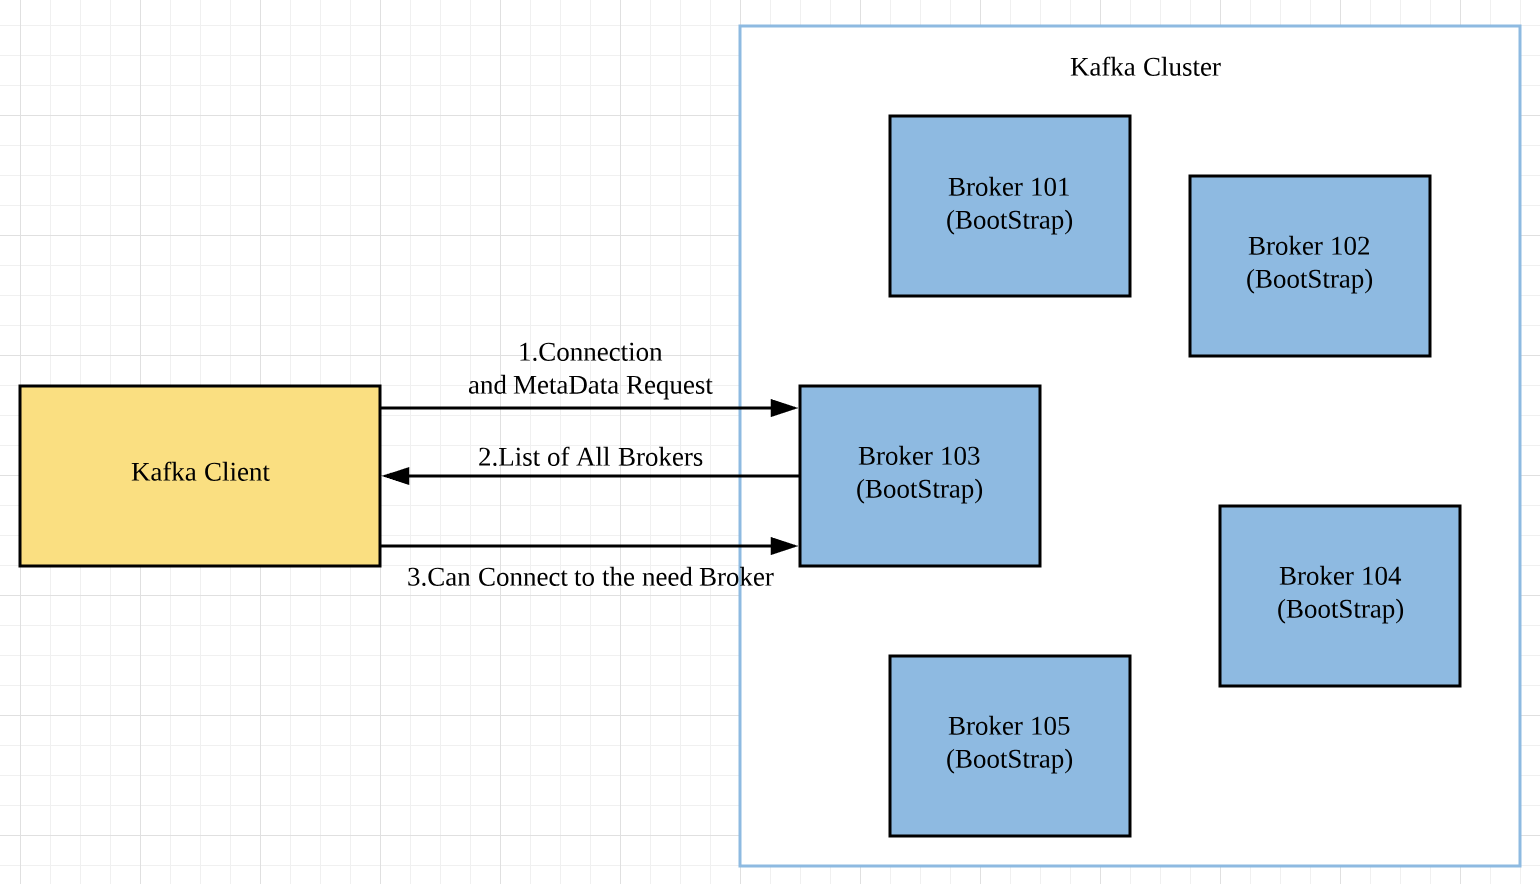 Kafka Cluster
Broker 101
(BootStrap)
Broker 102
(BootStrap)
1.Connection
and MetaData Request
Kafka Client
2.List of All Brokers
Broker 103
(BootStrap)
3.Can Connect to the need Broker
Broker 104
(BootStrap)
Broker 105
(BootStrap)